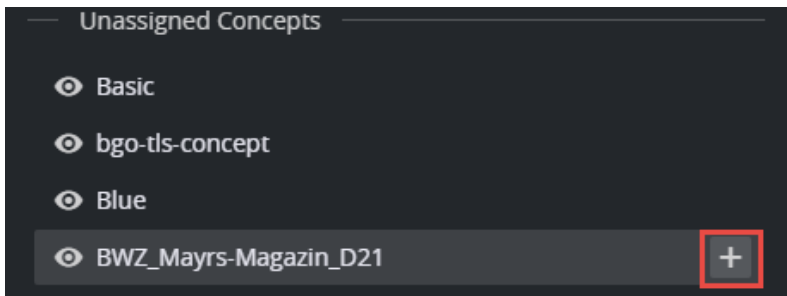 Unassigned Concepts
Basic
bgo-tls-concept
Blue
BWZ_Mayrs-Magazin_D21